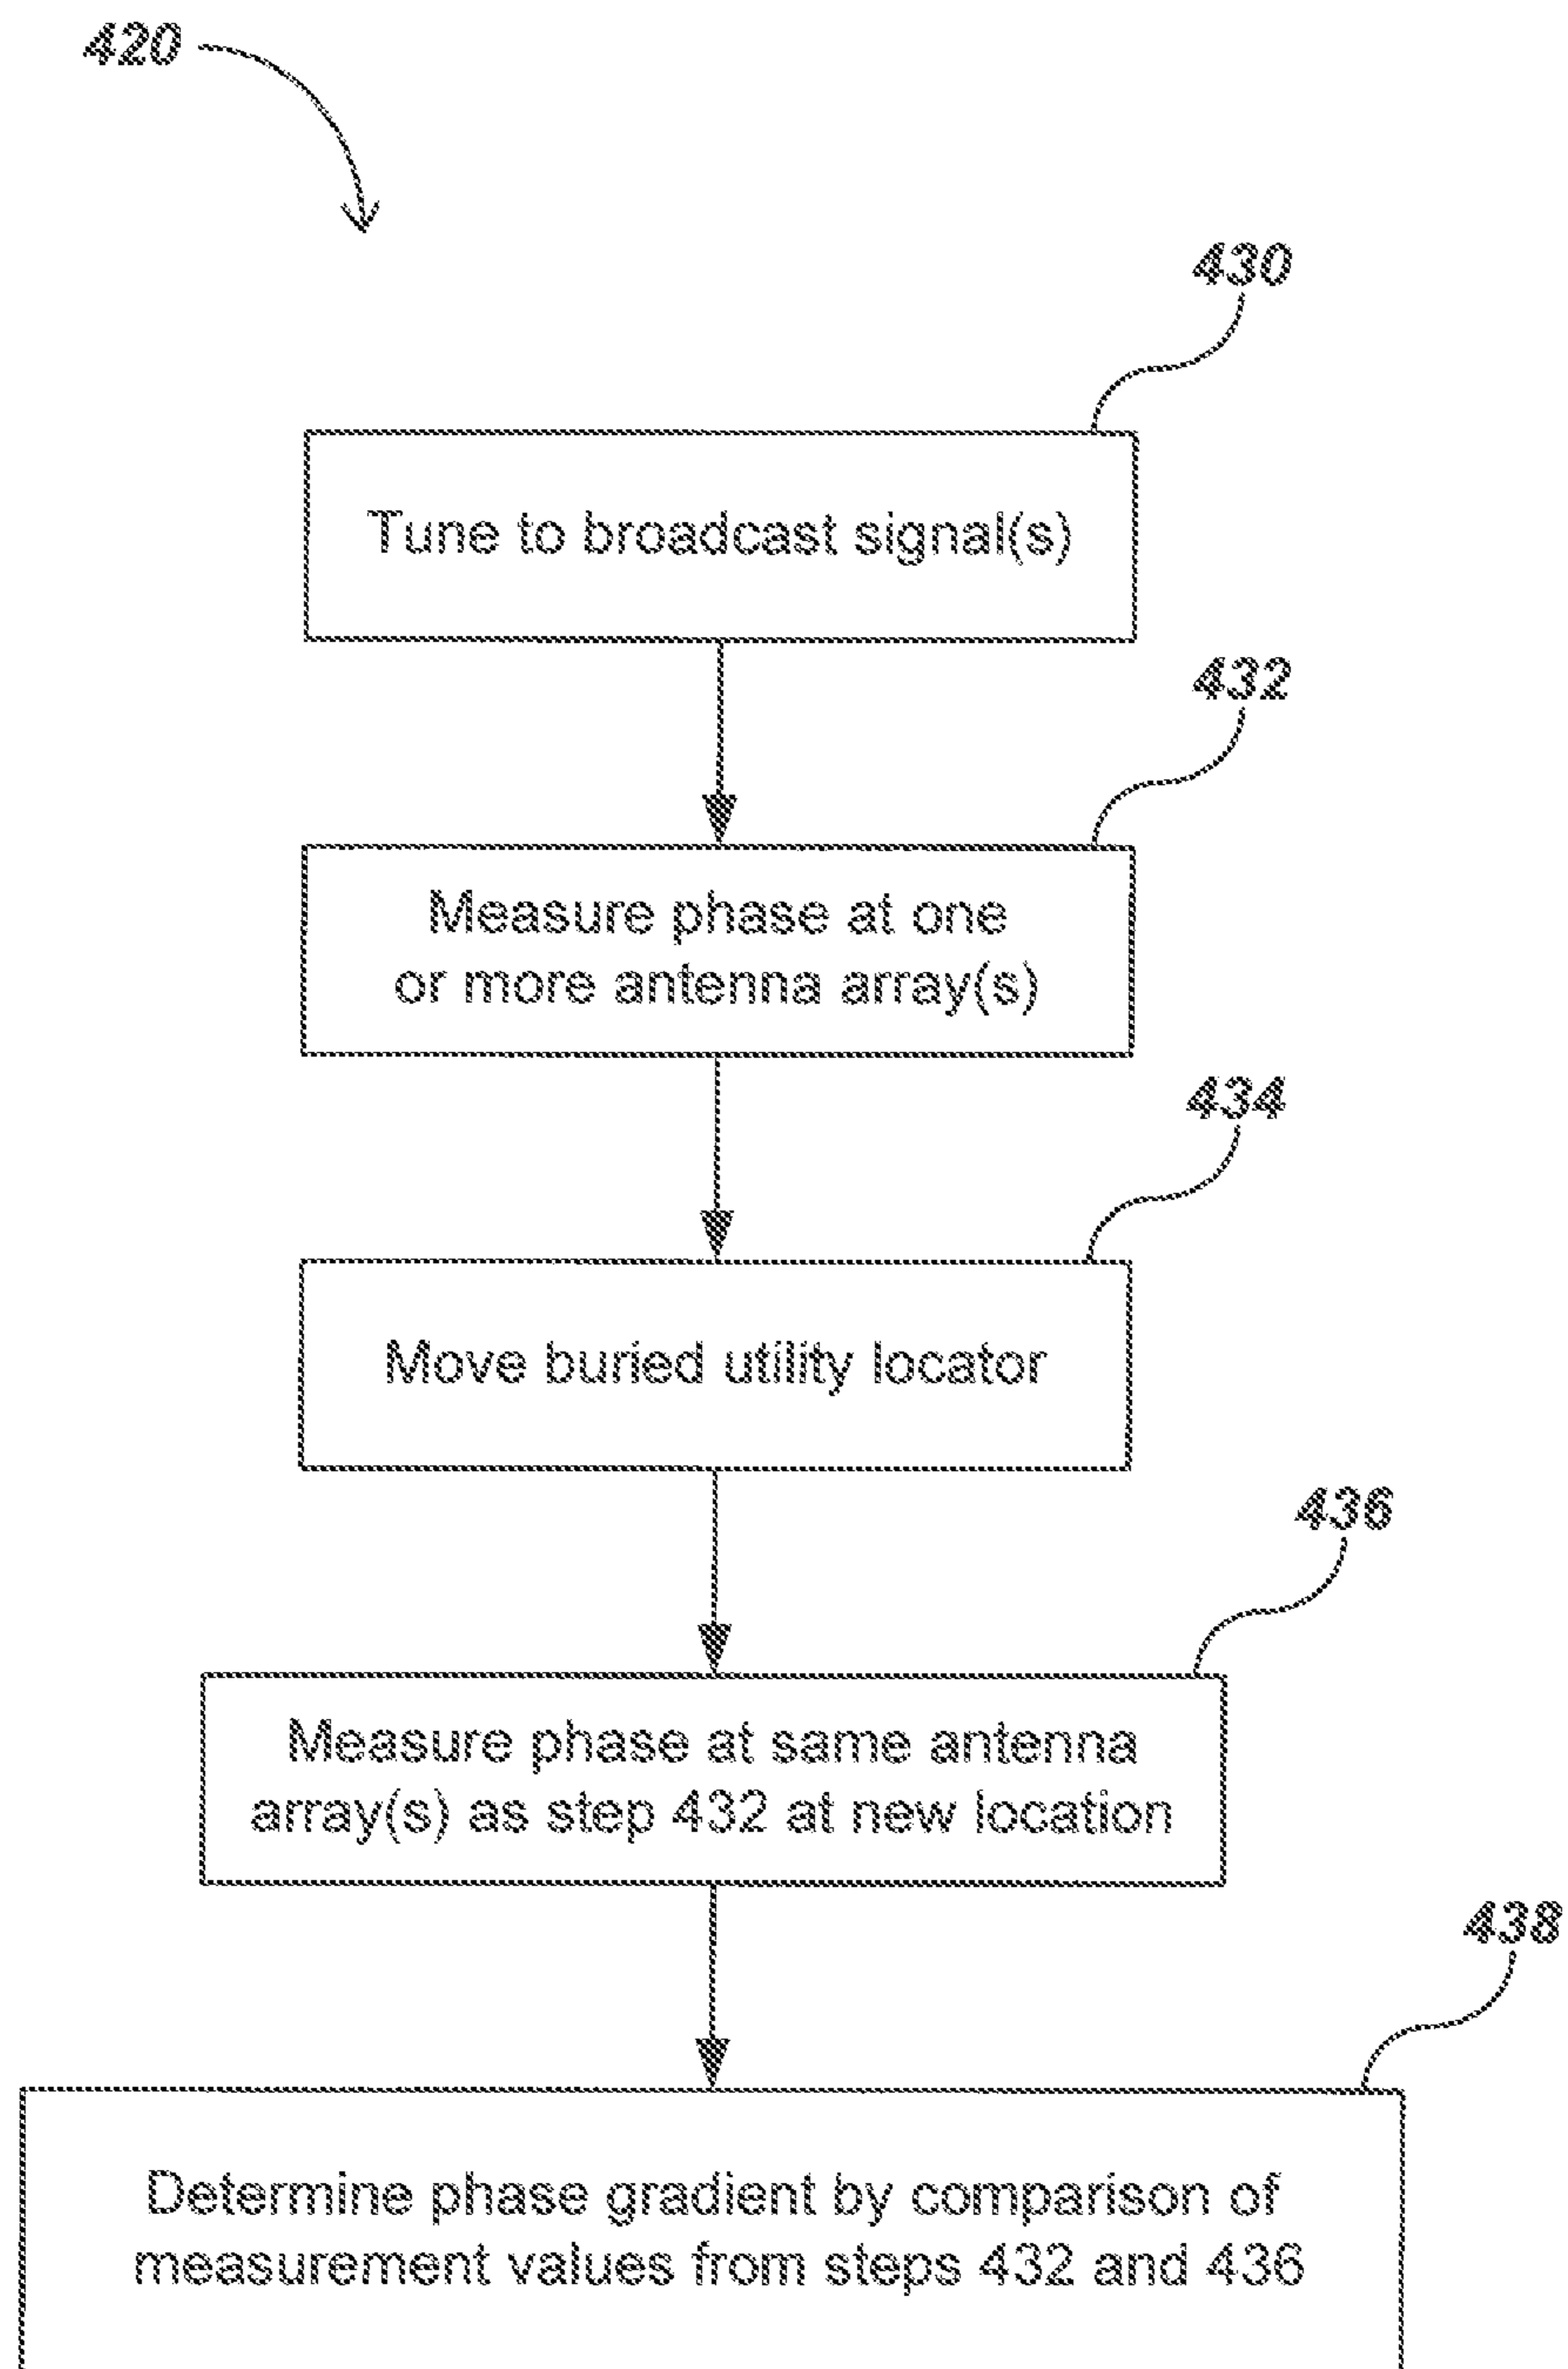 420
430
Tune to broadcast signal(s)
432
Measure phase at one
or more antenna array(s)
434
Move buried utility locator
436
Measure phase at same antenna
array(s) as step 432 at new location
438
Determine phase gradient by comparison of
measurement values from steps 432 and 436